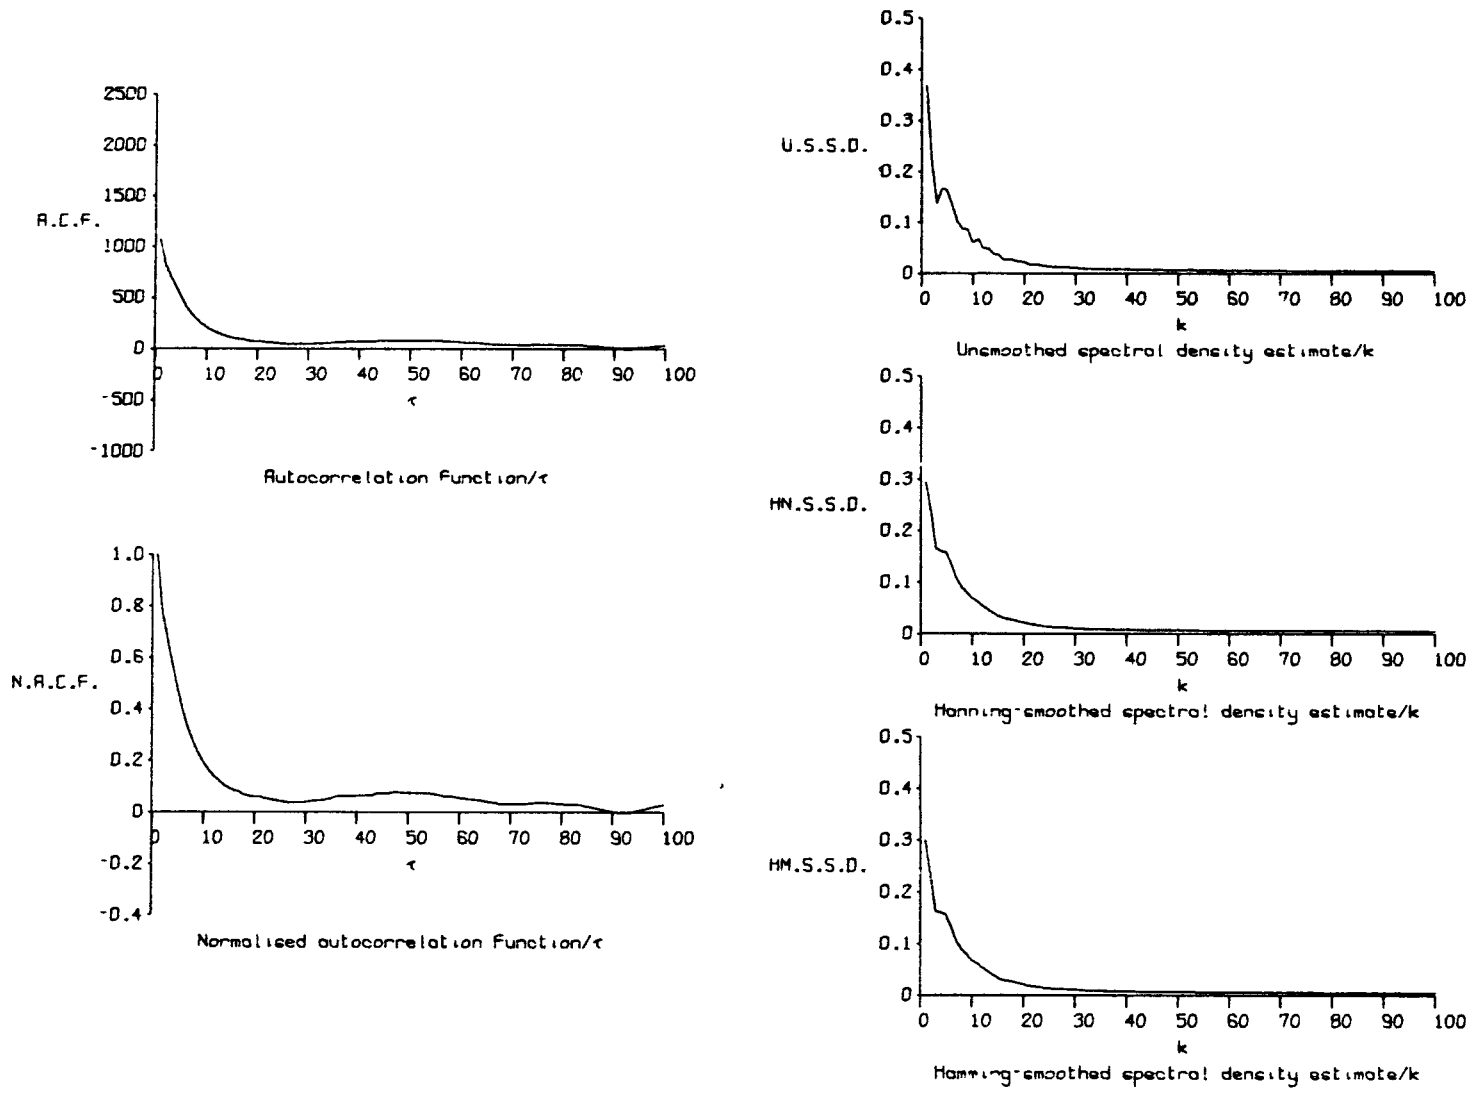 2500
2000
1500
A.C.F.
1000
500
0
0 10 20 30 40 50 60 70 80 90 100
τ
-500
-1000
Autocorrelation Function/τ
1.0
0.8
0.6
N.A.C.F.
0.4
0.2
0
0 10 20 30 40 50 60 70 80 90 100
τ
-0.2
-0.4
Normalised autocorrelation Function/τ
0.5
0.4
0.3
U.S.S.D.
0.2
0.1
0
0 10 20 30 40 50 60 70 80 90 100
k
Unsmoothed spectral density estimate/k
0.5
0.4
0.3
HN.S.S.D.
0.2
0.1
0
0 10 20 30 40 50 60 70 80 90 100
k
Hanning-smoothed spectral density estimate/k
0.5
0.4
0.3
HM.S.S.D.
0.2
0.1
0
0 10 20 30 40 50 60 70 80 90 100
k
Hamming-smoothed spectral density estimate/k